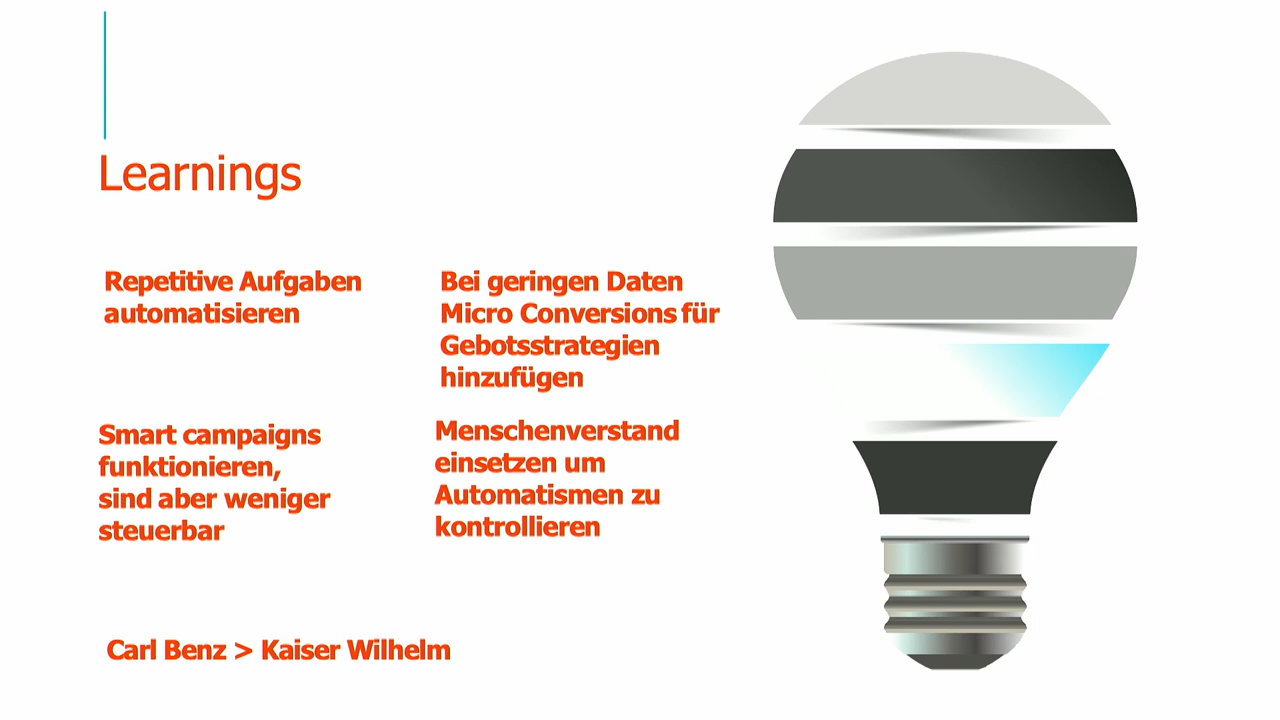 Learnings
Repetitive Aufgaben
automatisieren
Bei geringen Daten
Micro Conversions für
Gebotsstrategien
hinzufügen
Smart campaigns
funktionieren,
sind aber weniger
steuerbar
Menschenverstand
einsetzen um
Automatismen zu
kontrollieren
Carl Benz > Kaiser Wilhelm